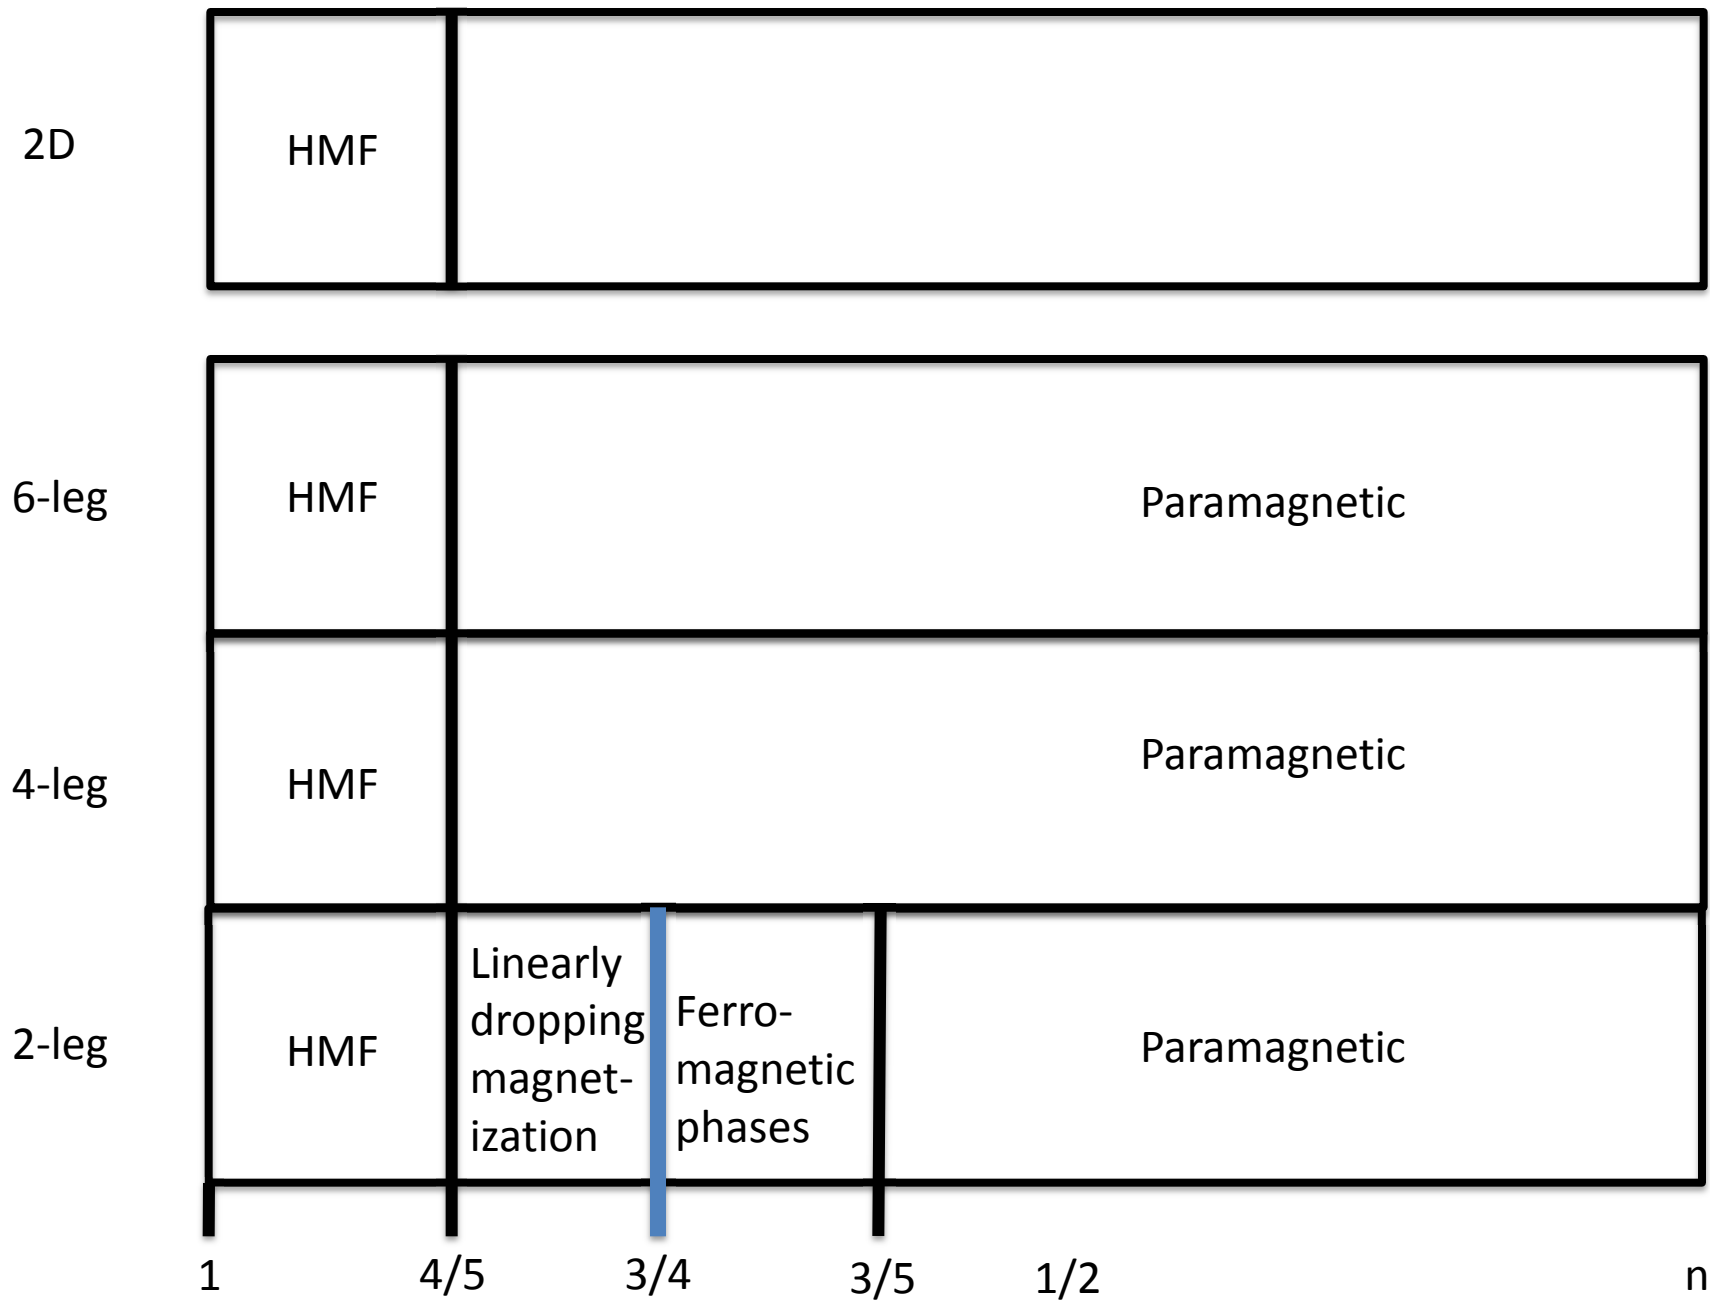 2D
HMF
6-leg
HMF
Paramagnetic
4-leg
HMF
Paramagnetic
2-leg
HMF
Linearly
dropping
magnet-
ization
Ferro-
magnetic
phases
Paramagnetic
1
4/5
3/4
3/5
1/2
n